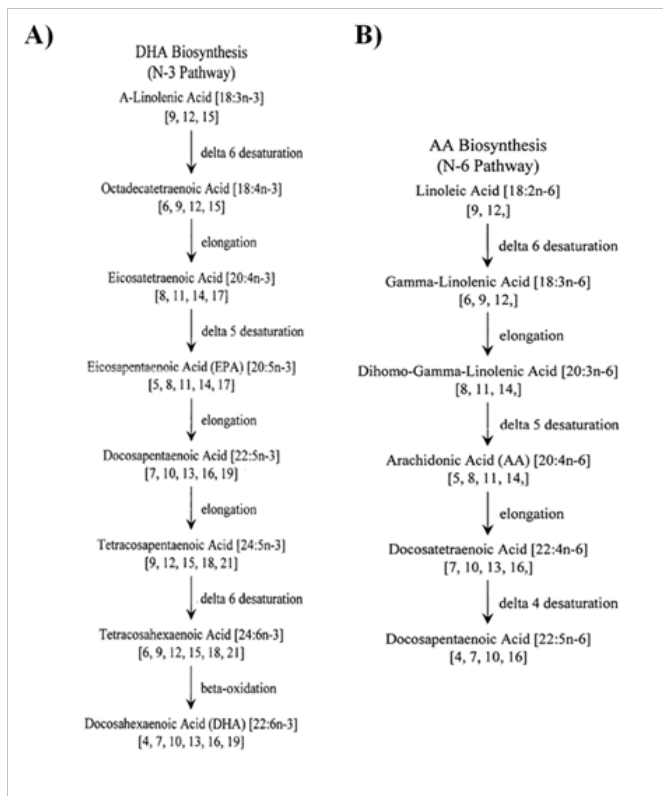 A)
DHA Biosynthesis
(N-3 Pathway)
A-Linolenic Acid [18:3n-3]
[9, 12, 15]
delta 6 desaturation
Octadecatetraenoic Acid [18:4n-3]
[6, 9, 12, 15]
elongation
Eicosatetraenoic Acid [20:4n-3]
[8, 11, 14, 17]
delta 5 desaturation
Eicosapentaenoic Acid (EPA) [20:5n-3]
[5, 8, 11, 14, 17]
elongation
Docosapentaenoic Acid [22:5n-3]
[7, 10, 13, 16, 19]
elongation
Tetracosapentaenoic Acid [24:5n-3]
[9, 12, 15, 18, 21]
delta 6 desaturation
Tetracosahexaenoic Acid [24:6n-3]
[6, 9, 12, 15, 18, 21]
beta-oxidation
Docosahexaenoic Acid (DHA) [22:6n-3]
[4, 7, 10, 13, 16, 19]
B)
AA Biosynthesis
(N-6 Pathway)
Linoleic Acid [18:2n-6]
[9, 12,]
delta 6 desaturation
Gamma-Linolenic Acid [18:3n-6]
[6, 9, 12,]
elongation
Dihomo-Gamma-Linolenic Acid [20:3n-6]
[8, 11, 14,]
delta 5 desaturation
Arachidonic Acid (AA) [20:4n-6]
[5, 8, 11, 14,]
elongation
Docosatetraenoic Acid [22:4n-6]
[7, 10, 13, 16,]
delta 4 desaturation
Docosapentaenoic Acid [22:5n-6]
[4, 7, 10, 16]